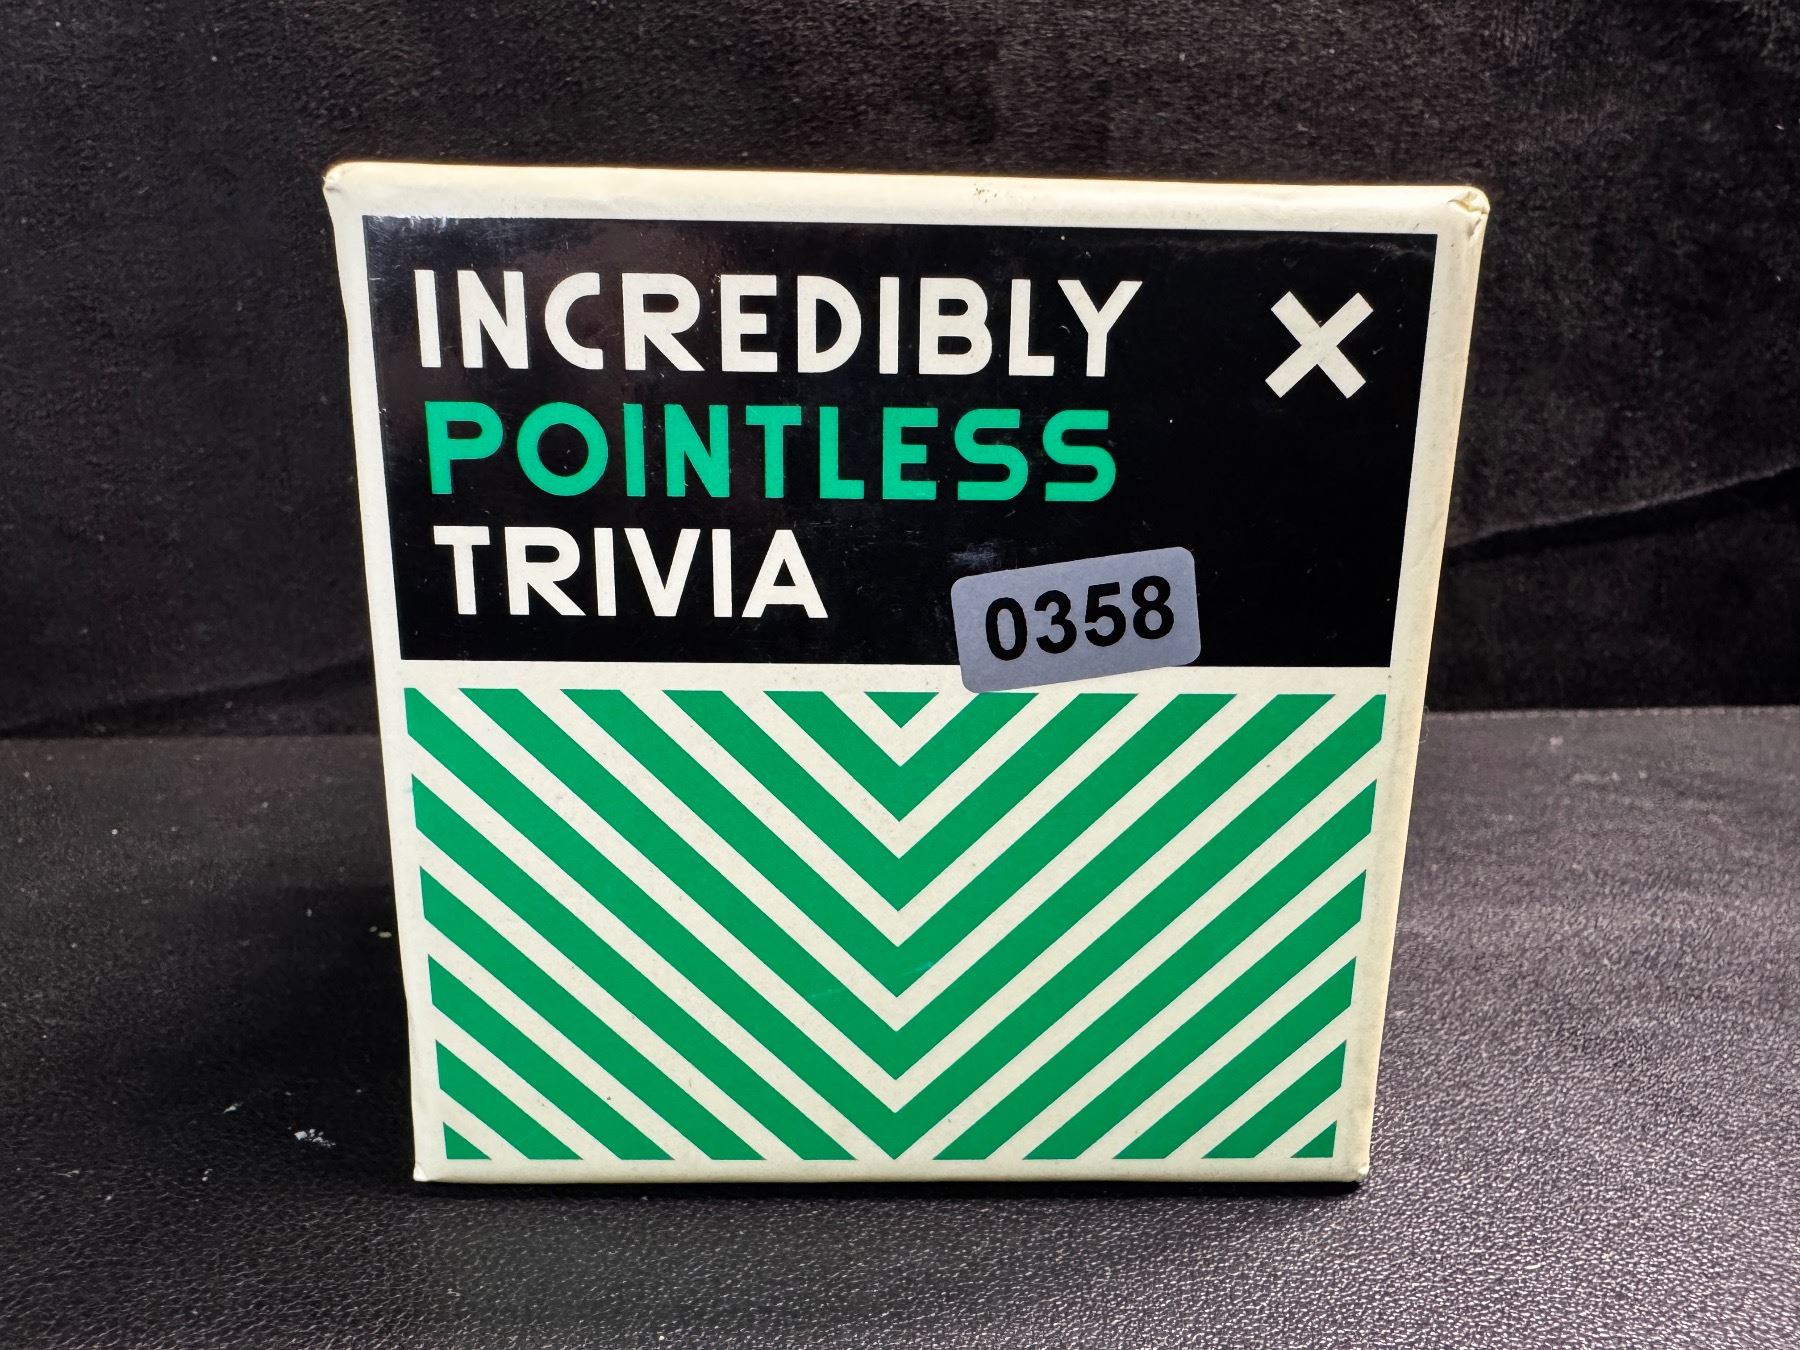 INCREDIBLY
POINTLESS
TRIVIA
0358